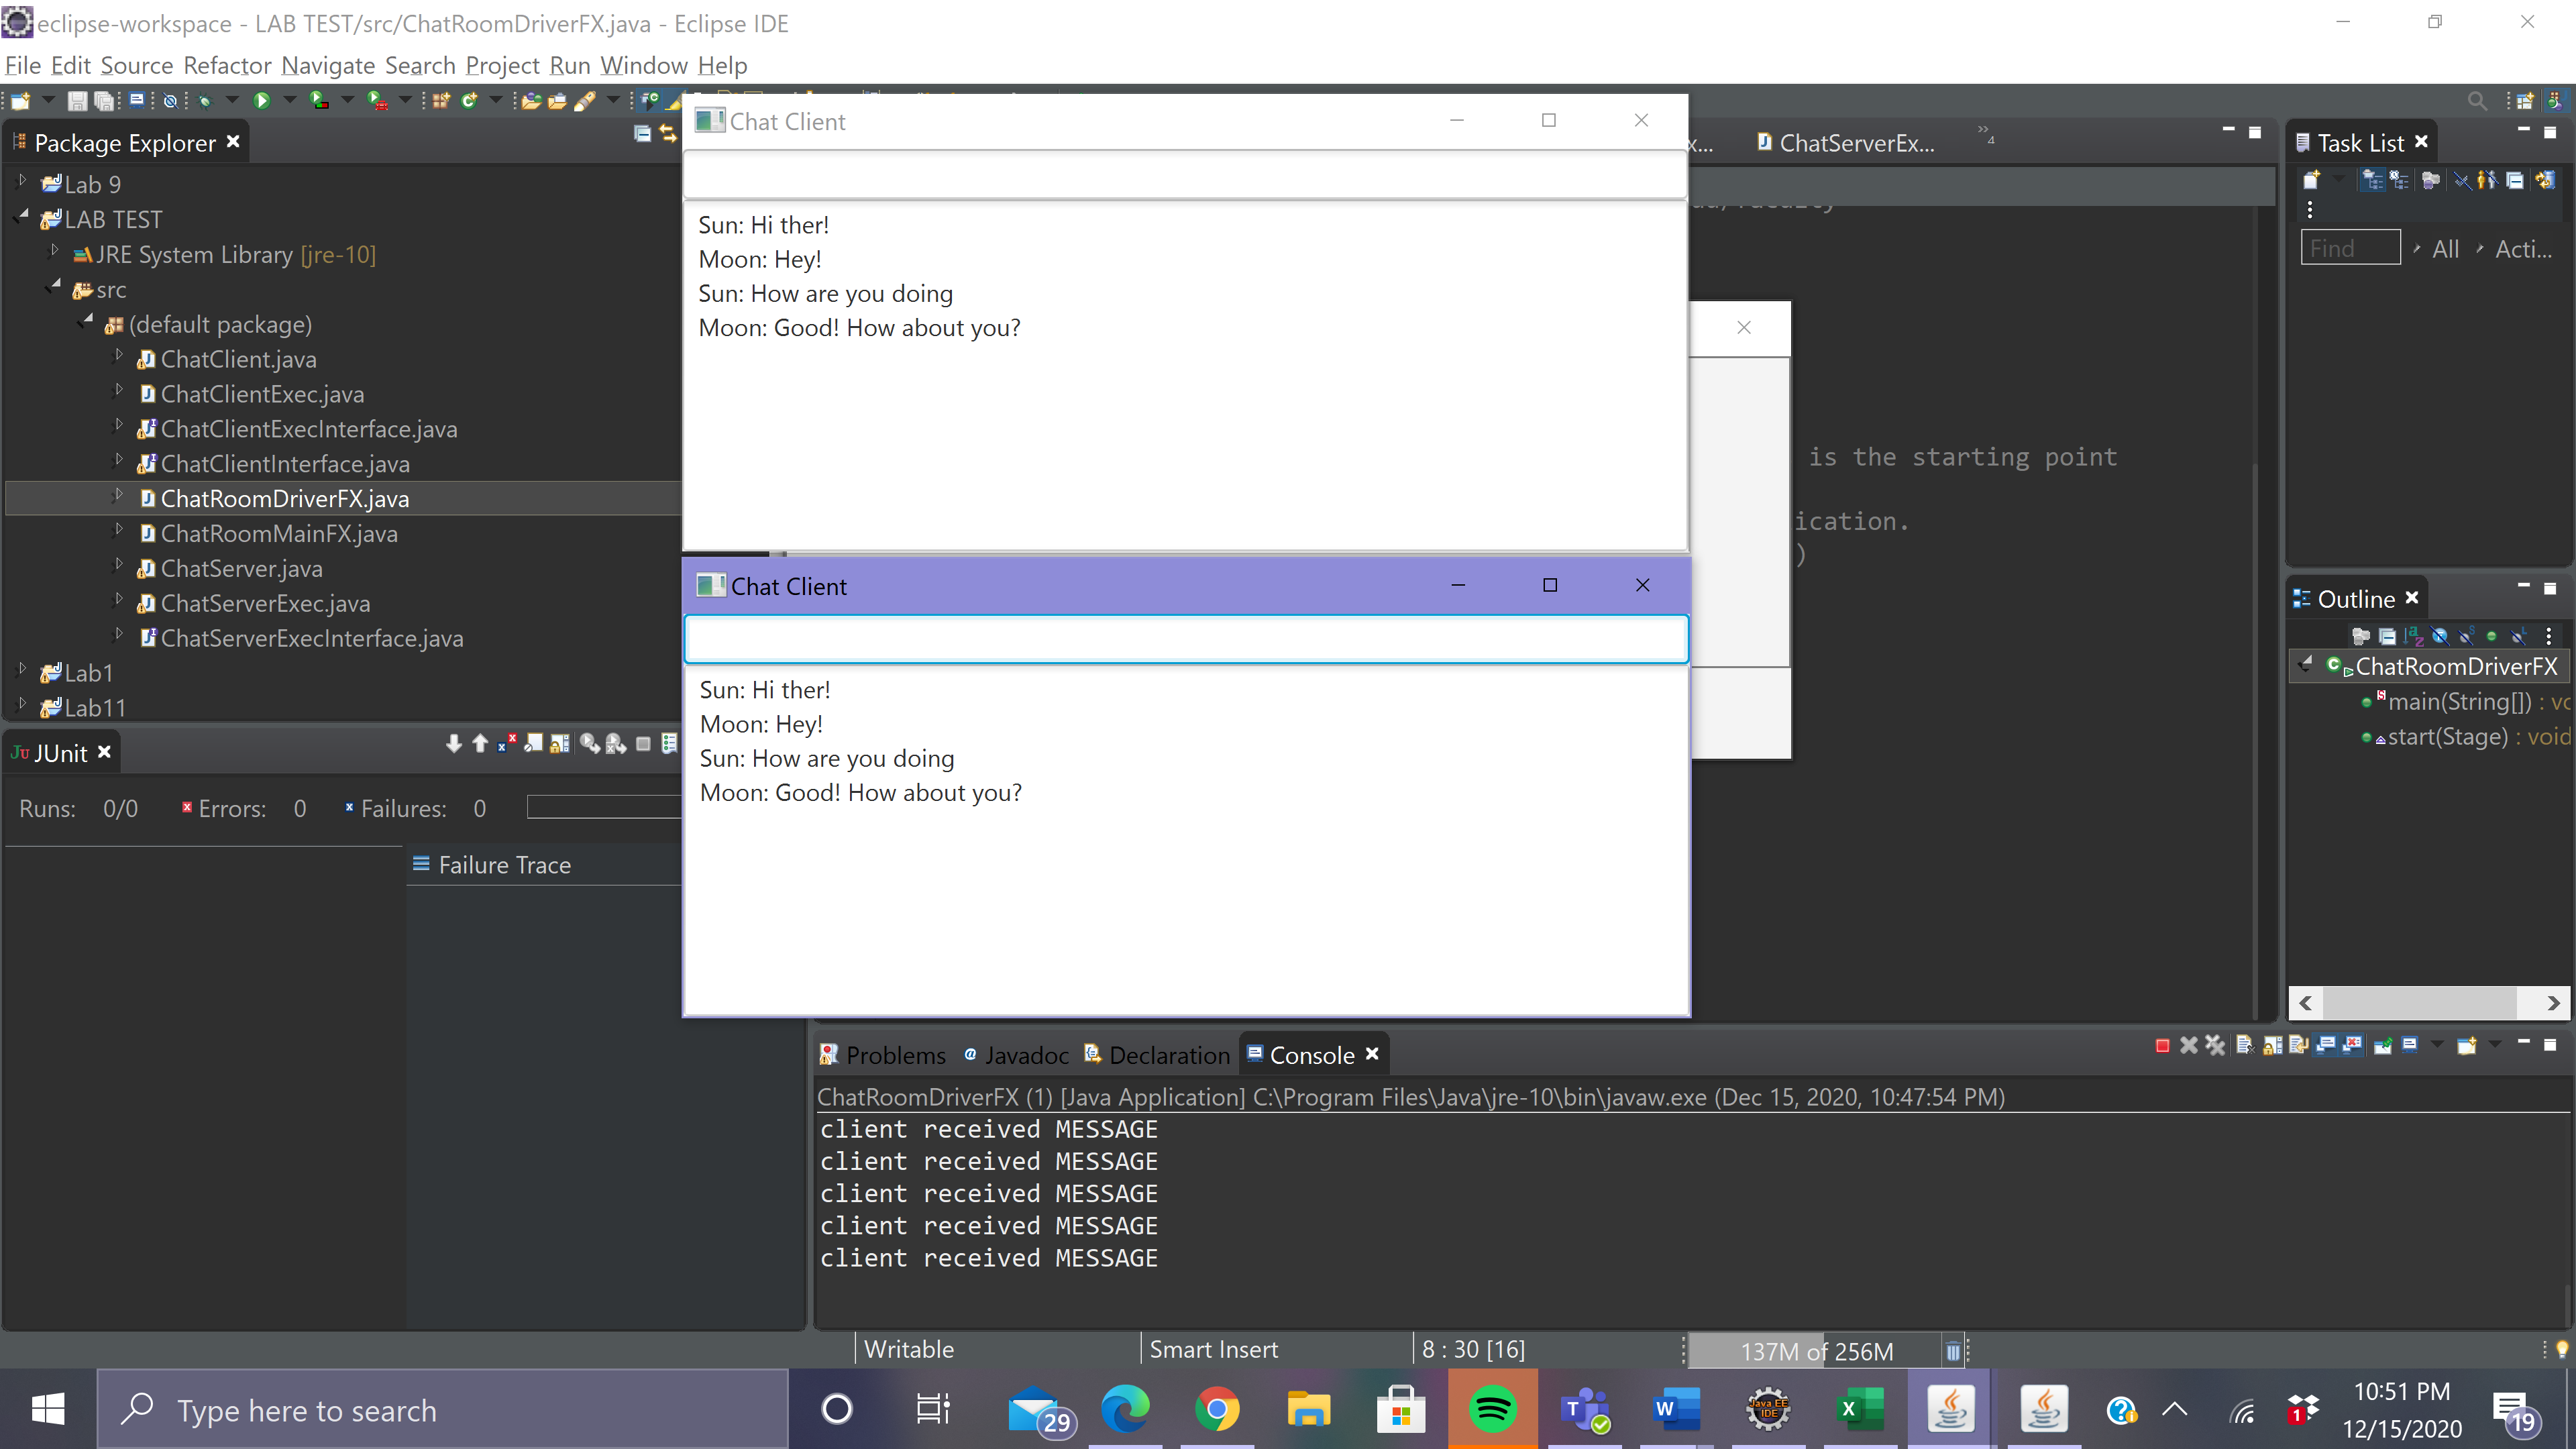 eclipse-workspace - LAB TEST/src/ChatRoomDriverFX.java - Eclipse IDE
File Edit Source Refactor Navigate Search Project Run Window Help
Package Explorer
Lab 9
LAB TEST
JRE System Library [jre-10]
src
(default package)
ChatClient.java
ChatClientExec.java
ChatClientExecInterface.java
ChatClientInterface.java
ChatRoomDriverFX.java
ChatRoomMainFX.java
ChatServer.java
ChatServerExec.java
ChatServerExecInterface.java
Lab1
Lab11
JUnit
Runs: 0/0 Errors: 0 Failures: 0
Failure Trace
Chat Client
Sun: Hi ther!
Moon: Hey!
Sun: How are you doing
Moon: Good! How about you?
Chat Client
Sun: Hi ther!
Moon: Hey!
Sun: How are you doing
Moon: Good! How about you?
x... ChatServerEx... 4
is the starting point
ication.
)
Task List
Find All Acti...
Outline
ChatRoomDriverFX
main(String[]) : vo
start(Stage) : void
Problems Javadoc Declaration Console
ChatRoomDriverFX (1) [Java Application] C:\Program Files\Java\jre-10\bin\javaw.exe (Dec 15, 2020, 10:47:54 PM)
client received MESSAGE
client received MESSAGE
client received MESSAGE
client received MESSAGE
client received MESSAGE
Writable Smart Insert 8 : 30 [16] 137M of 256M
Type here to search
29
Java EE
IDE
1
10:51 PM
12/15/2020
19